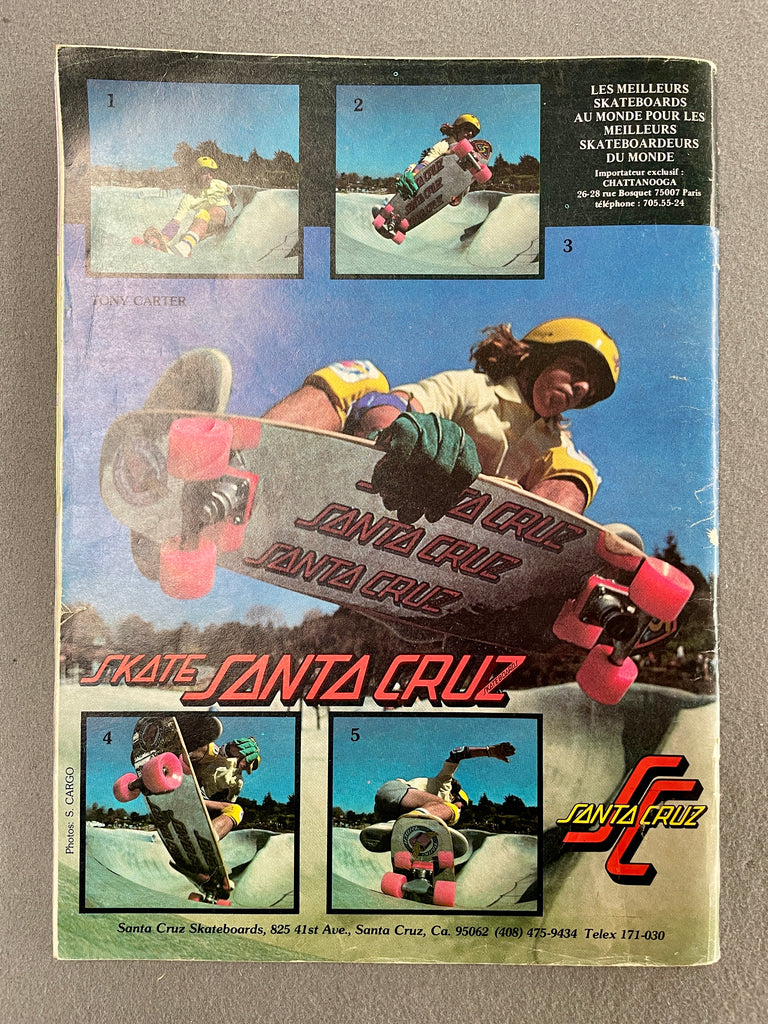 1
2
LES MEILLEURS
SKATEBOARDS
AU MONDE POUR LES
MEILLEURS
SKATEBOARDEURS
DU MONDE
Importateur exclusif :
CHATTANOOGA
26-28 rue Bosquet 75007 Paris
téléphone : 705.55-24
3
TONY CARTER
SANTA CRUZ
SANTA CRUZ
SANTA CRUZ
SKATE SANTA CRUZ
SKATEBOARDS
4
5
Photos: S. CARGO
SANTA CRUZ
SC
Santa Cruz Skateboards, 825 41st Ave., Santa Cruz, Ca. 95062 (408) 475-9434 Telex 171-030